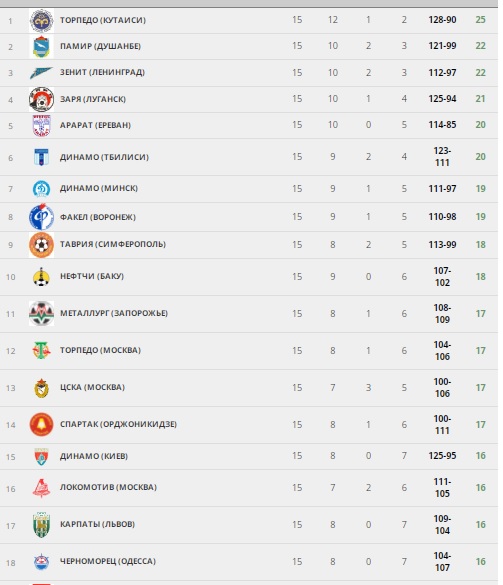 1 ТОРПЕДО (КУТАИСИ) 15 12 1 2 128-90 25
2 ПАМИР (ДУШАНБЕ) 15 10 2 3 121-99 22
3 ЗЕНИТ (ЛЕНИНГРАД) 15 10 2 3 112-97 22
4 ЗАРЯ (ЛУГАНСК) 15 10 1 4 125-94 21
5 АРАРАТ (ЕРЕВАН) 15 10 0 5 114-85 20
6 ДИНАМО (ТБИЛИСИ) 15 9 2 4 123-111 20
7 ДИНАМО (МИНСК) 15 9 1 5 111-97 19
8 ФАКЕЛ (ВОРОНЕЖ) 15 9 1 5 110-98 19
9 ТАВРИЯ (СИМФЕРОПОЛЬ) 15 8 2 5 113-99 18
10 НЕФТЧИ (БАКУ) 15 9 0 6 107-102 18
11 МЕТАЛЛУРГ (ЗАПОРОЖЬЕ) 15 8 1 6 108-109 17
12 ТОРПЕДО (МОСКВА) 15 8 1 6 104-106 17
13 ЦСКА (МОСКВА) 15 7 3 5 100-106 17
14 СПАРТАК (ОРДЖОНИКИДЗЕ) 15 8 1 6 100-111 17
15 ДИНАМО (КИЕВ) 15 8 0 7 125-95 16
16 ЛОКОМОТИВ (МОСКВА) 15 7 2 6 111-105 16
17 КАРПАТЫ (ЛЬВОВ) 15 8 0 7 109-104 16
18 ЧЕРНОМОРЕЦ (ОДЕССА) 15 8 0 7 104-107 16